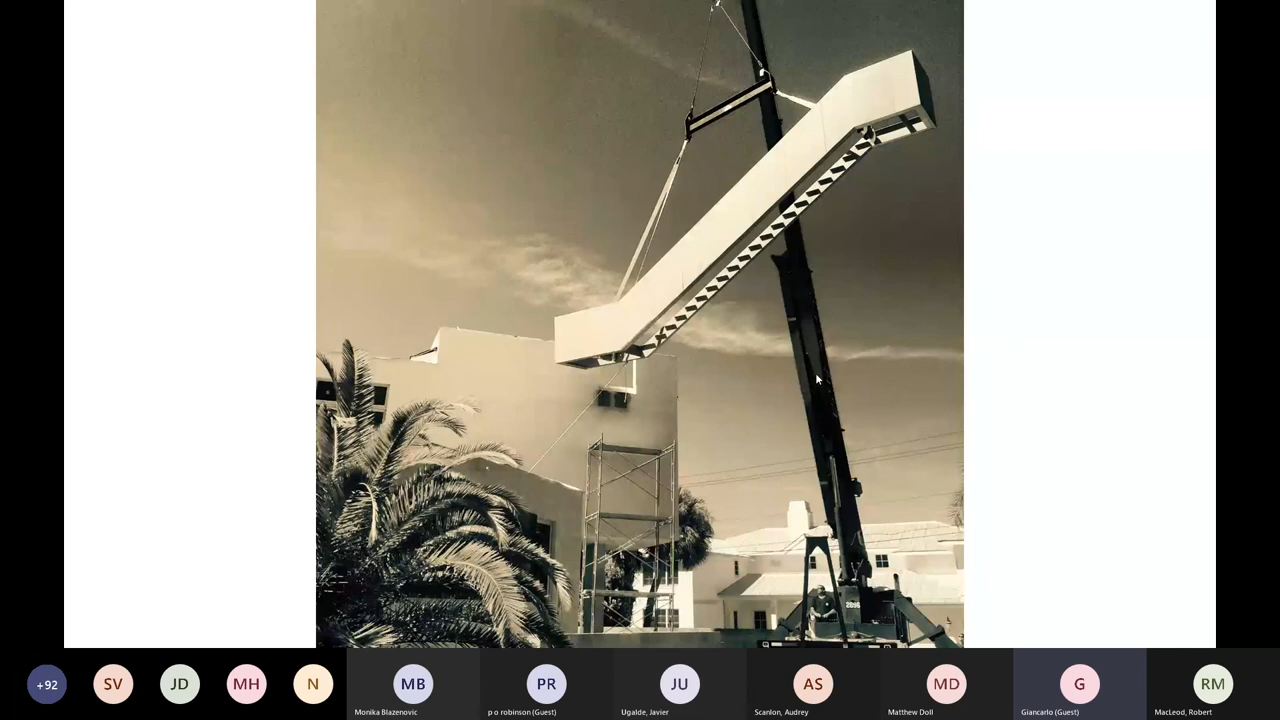 2896
+92
SV
JD
MH
N
MB
PR
JU
AS
MD
G
RM
Monika Blazenovic
p o robinson (Guest)
Ugalde, Javier
Scanlon, Audrey
Matthew Doll
Giancarlo (Guest)
MacLeod, Robert